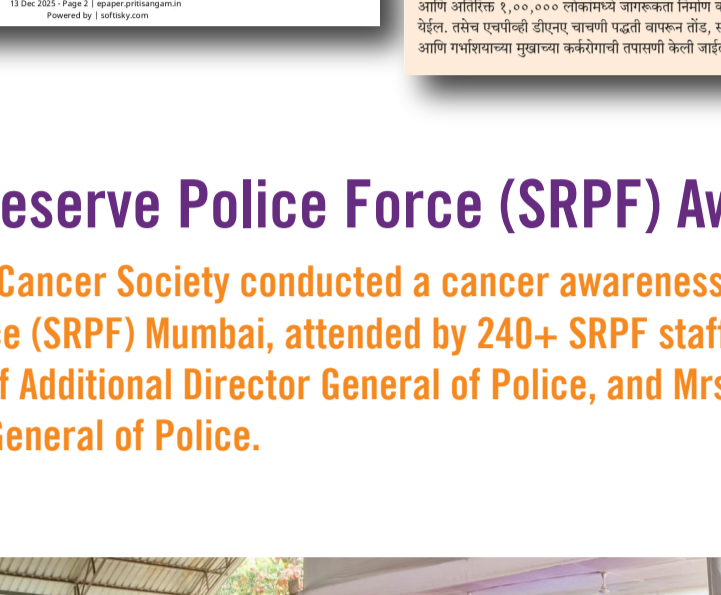 13 Dec 2025 - Page 2 | epaper.pritisangam.in
Powered by | softisky.com
आणि अतिरिक्त १,००,००० लोकांमध्ये जागरूकता निर्माण
येईल. तसेच एचपीव्ही डीएनए चाचणी पद्धती वापरून तोंड,
आणि गर्भाशयाच्या मुखाच्या कर्करोगाची तपासणी केली
eserve Police Force (SRPF)
Cancer Society conducted a cancer awareness
ce (SRPF) Mumbai, attended by 240+ SRPF staff
f Additional Director General of Police, and Mrs
General of Police.